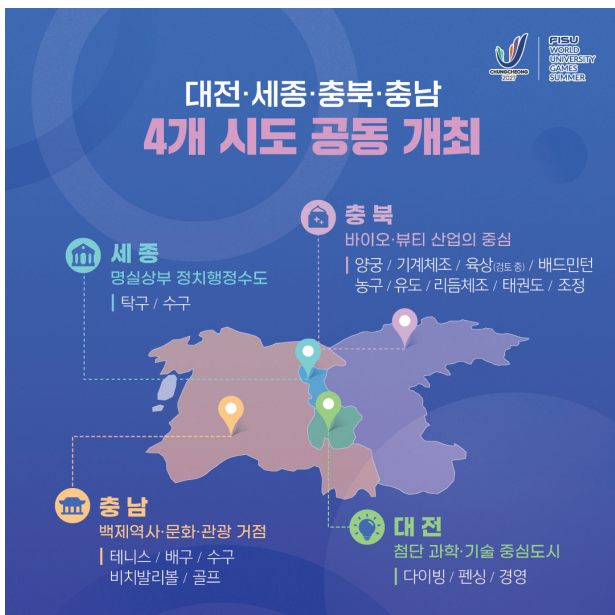 CHUNGCHEONG
2027
FISU
WORLD
UNIVERSITY
GAMES
SUMMER
대전·세종·충북·충남
4개 시도 공동 개최
충북
바이오·뷰티 산업의 중심
양궁 / 기계체조 / 육상(검토 중) / 배드민턴
농구 / 유도 / 리듬체조 / 태권도 / 조정
세종
명실상부 정치행정수도
탁구 / 수구
충남
백제역사·문화·관광 거점
테니스 / 배구 / 수구
비치발리볼 / 골프
대전
첨단 과학·기술 중심도시
다이빙 / 펜싱 / 경영